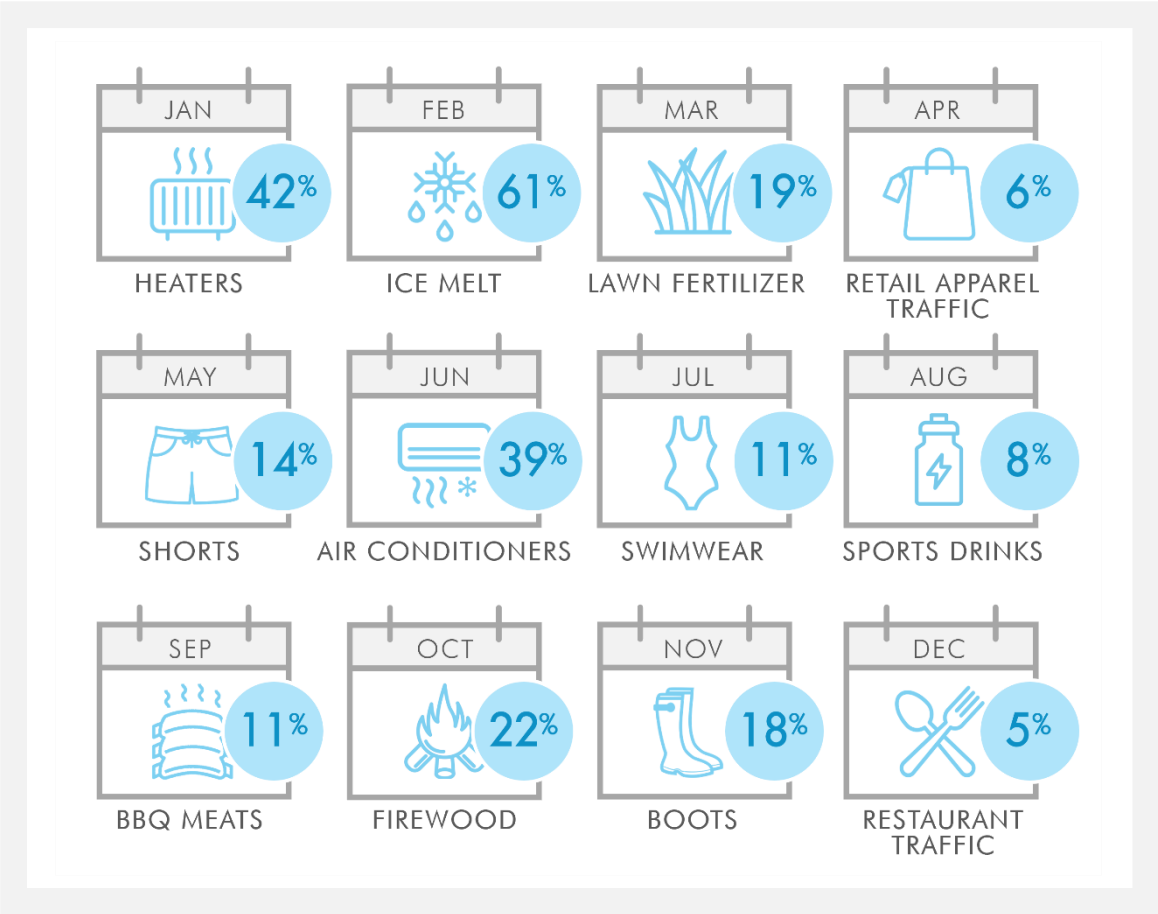 JAN
42%
HEATERS
FEB
61%
ICE MELT
MAR
19%
LAWN FERTILIZER
APR
6%
RETAIL APPAREL
TRAFFIC
MAY
14%
SHORTS
JUN
39%
AIR CONDITIONERS
JUL
11%
SWIMWEAR
AUG
8%
SPORTS DRINKS
SEP
11%
BBQ MEATS
OCT
22%
FIREWOOD
NOV
18%
BOOTS
DEC
5%
RESTAURANT
TRAFFIC